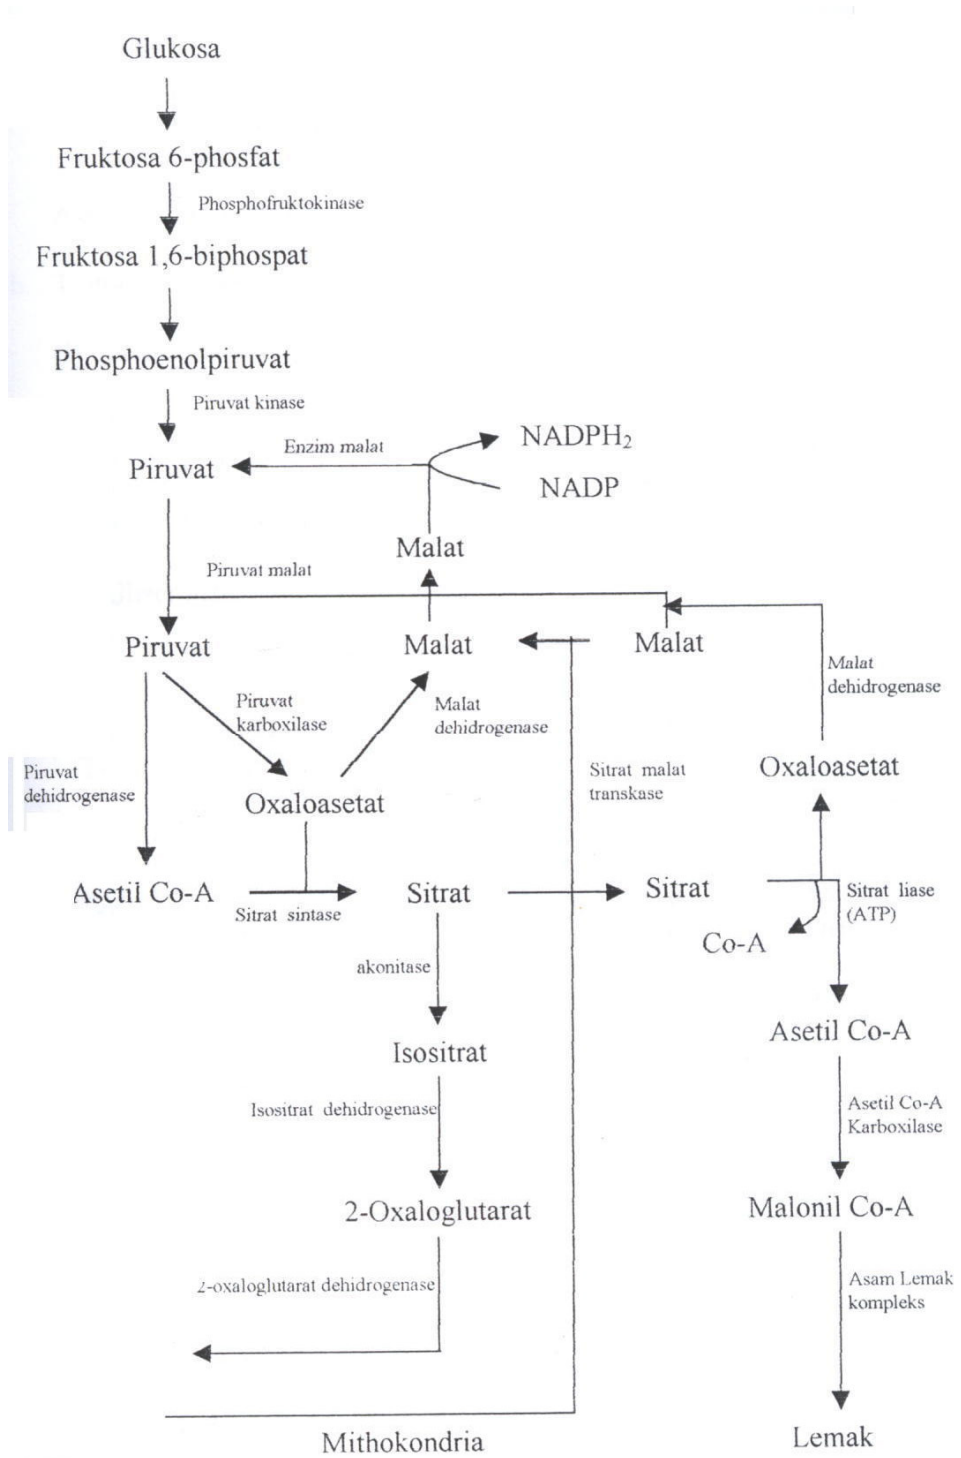 Glukosa
Fruktosa 6-phosfat
Phosphofruktokinase
Fruktosa 1,6-biphospat
Phosphoenolpiruvat
Piruvat kinase
Enzim malat
NADPH₂
Piruvat
NADP
Malat
Piruvat malat
Piruvat
Malat
Malat
Malat
dehidrogenase
Piruvat
karboxilase
Malat
dehidrogenase
Piruvat
dehidrogenase
Sitrat malat
transkase
Oxaloasetat
Oxaloasetat
Asetil Co-A
Sitrat sintase
Sitrat
Sitrat
Sitrat liase
(ATP)
Co-A
akonitase
Asetil Co-A
Isositrat
Isositrat dehidrogenase
Asetil Co-A
Karboxilase
2-Oxaloglutarat
Malonil Co-A
2-oxaloglutarat dehidrogenase
Asam Lemak
kompleks
Mithokondria
Lemak